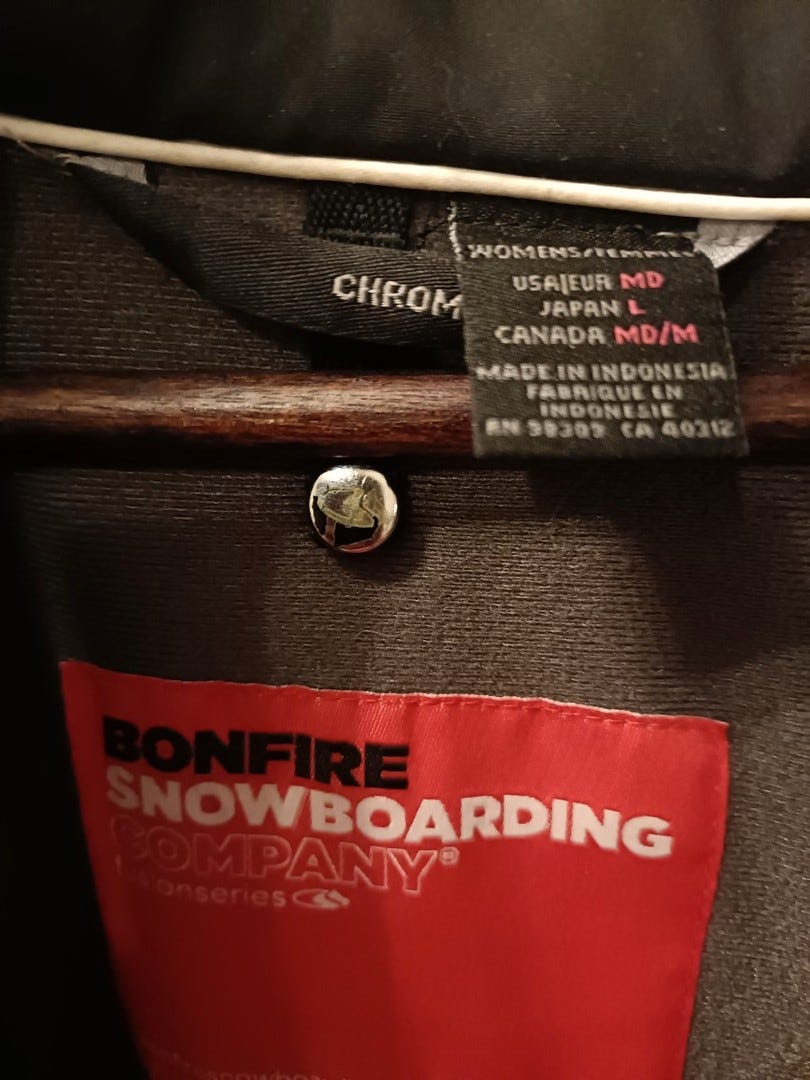 WOMENS/FEMMES
USA/EUR MD
JAPAN L
CANADA MD/M
MADE IN INDONESIA
FABRIQUE EN
INDONESIE
RN 98309 CA 40312
CHROM
BONFIRE
SNOWBOARDING
COMPANY®